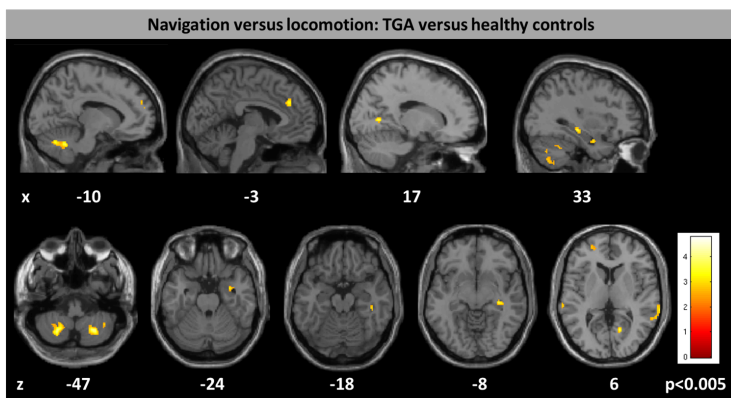 Navigation versus locomotion: TGA versus healthy controls
x -10 -3 17 33
4
3
2
1
0
z -47 -24 -18 -8 6 p<0.005